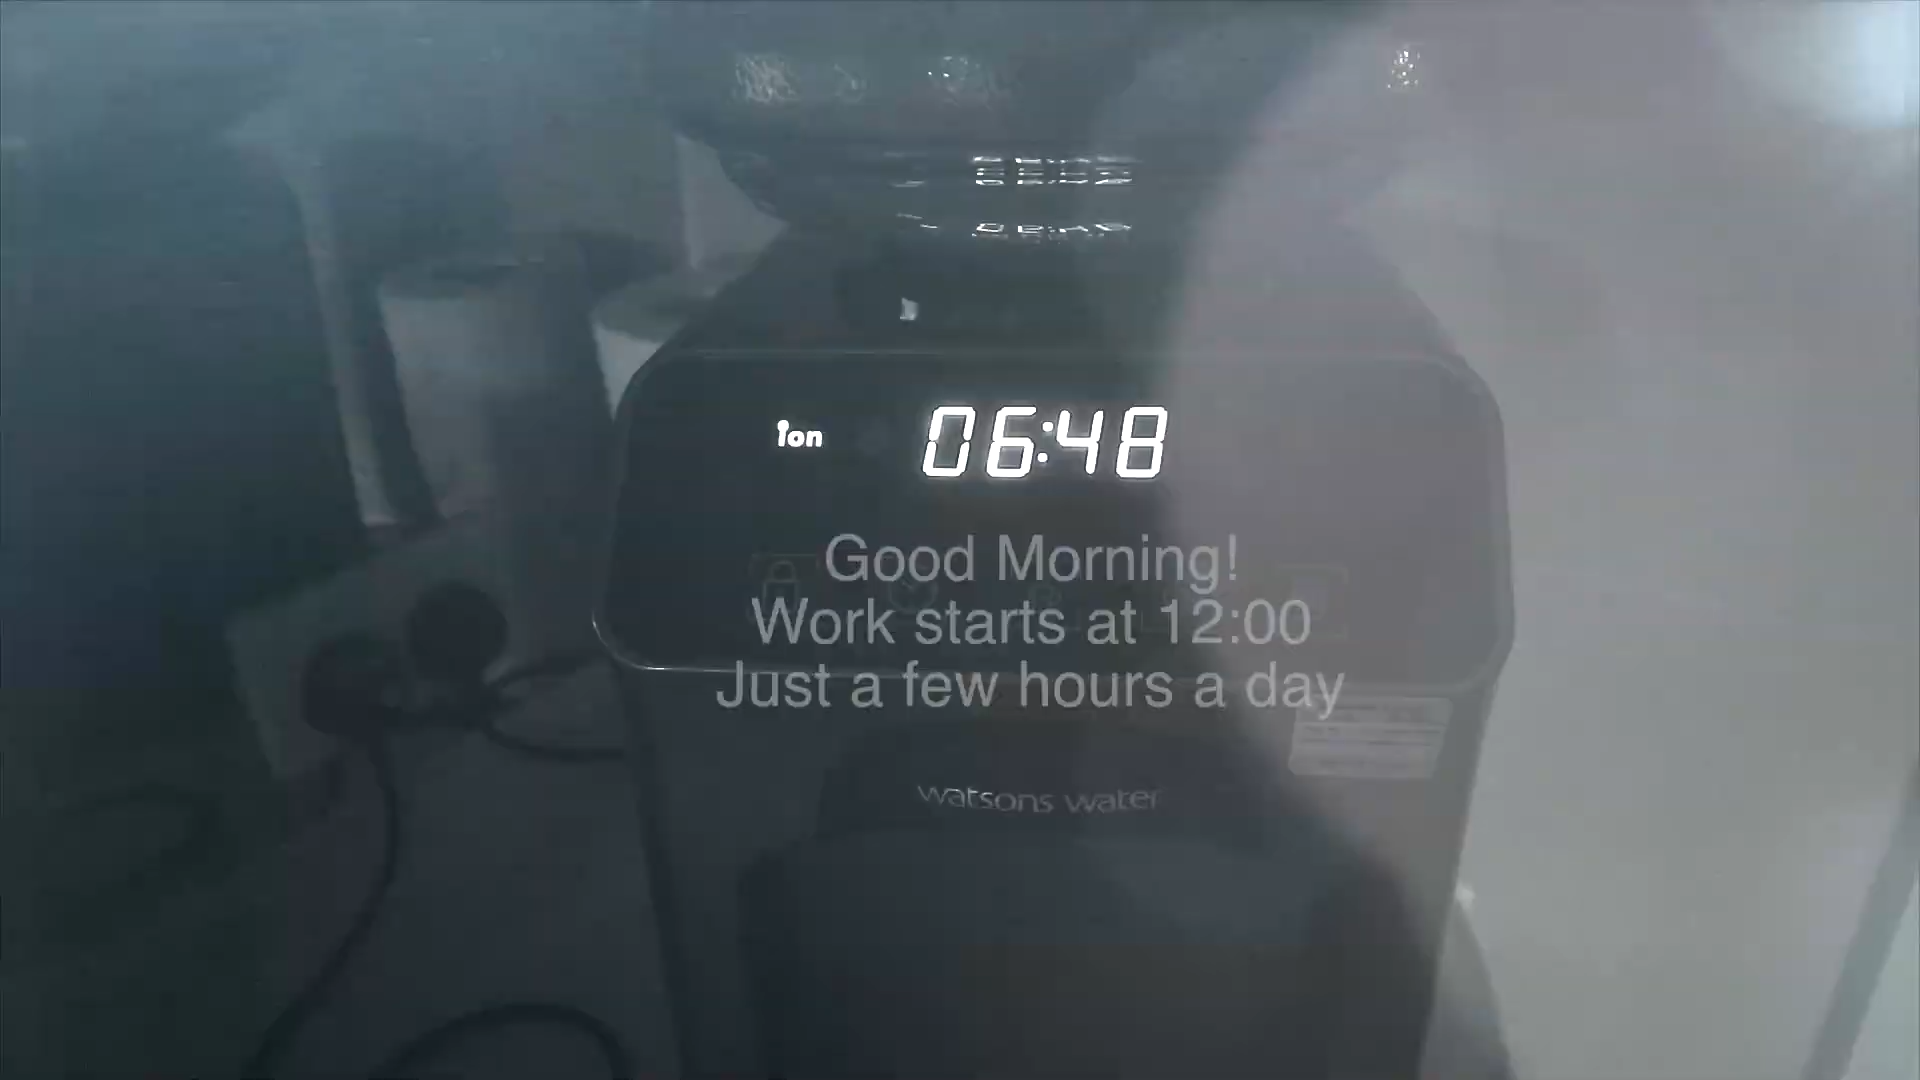 ion 06:48
Good Morning!
Work starts at 12:00
Just a few hours a day
watsons water